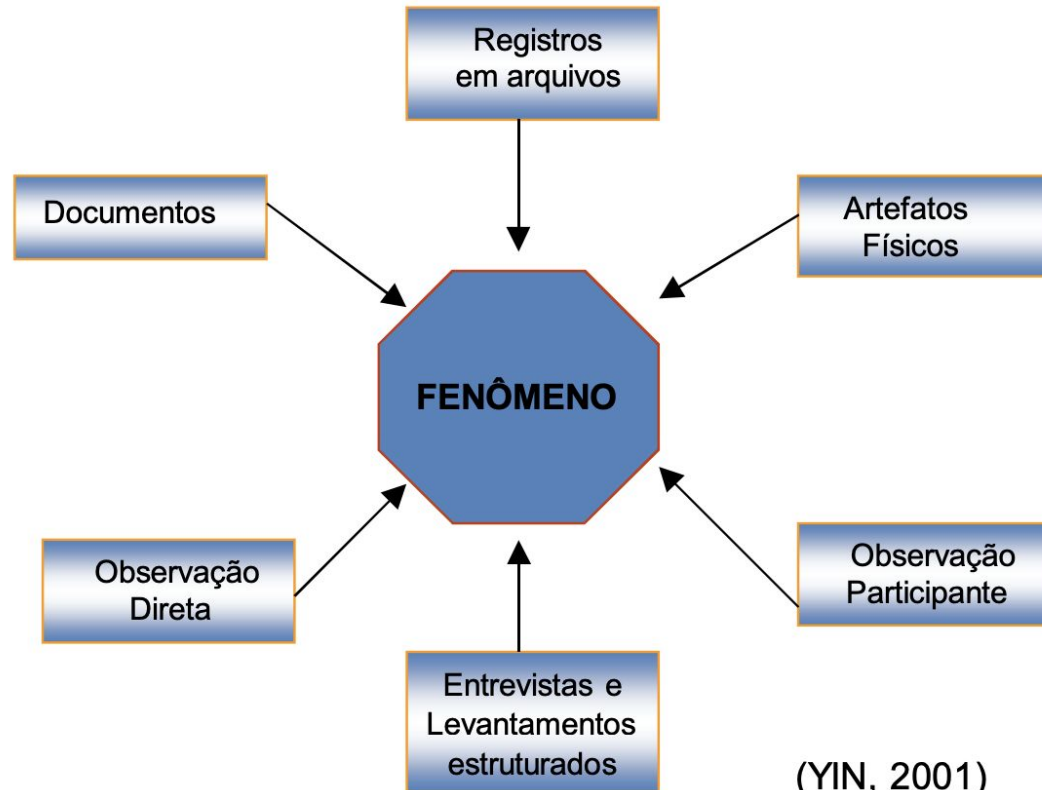 Registros
em arquivos
Documentos
Artefatos
Físicos
FENÔMENO
Observação
Direta
Observação
Participante
Entrevistas e
Levantamentos
estruturados
(YIN, 2001)